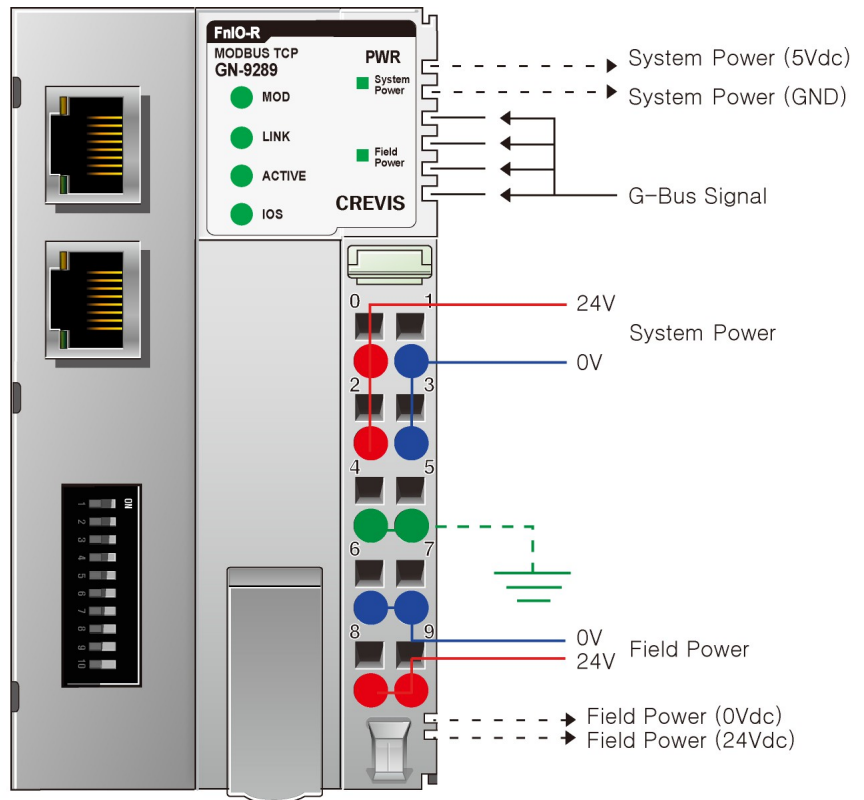 FnIO-R
MODBUS TCP
GN-9289
MOD
LINK
ACTIVE
IOS
PWR
System
Power
Field
Power
CREVIS
System Power (5Vdc)
System Power (GND)
G-Bus Signal
0 1
24V
System Power
0V
2 3
4 5
6 7
8 9
0V
24V
Field Power
Field Power (0Vdc)
Field Power (24Vdc)
ON
1
2
3
4
5
6
7
8
9
10